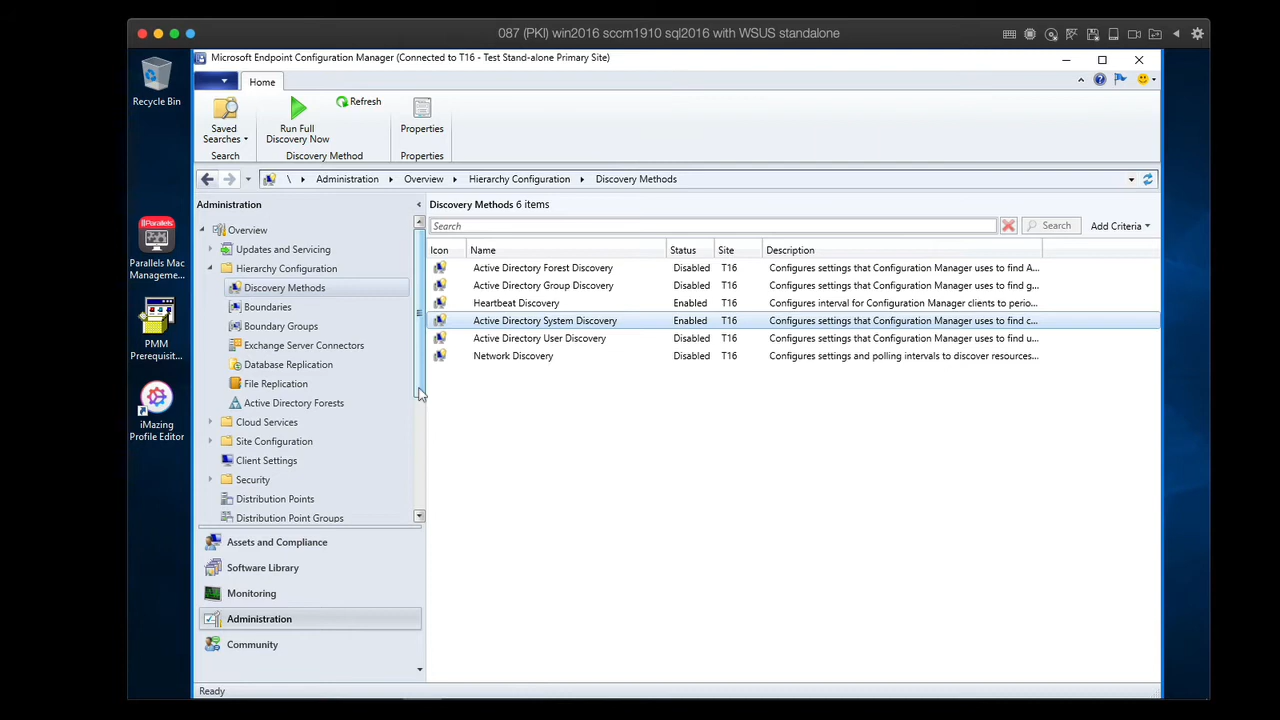 087 (PKI) win2016 sccm1910 sql2016 with WSUS standalone
Recycle Bin
Parallels
Parallels Mac
Manageme...
PMM
Prerequisit...
iMazing
Profile Editor
Microsoft Endpoint Configuration Manager (Connected to T16 - Test Stand-alone Primary Site)
Home
Saved
Searches
Run Full
Discovery Now
Refresh
Properties
Search
Discovery Method
Properties
\ Administration Overview Hierarchy Configuration Discovery Methods
Administration
Overview
Updates and Servicing
Hierarchy Configuration
Discovery Methods
Boundaries
Boundary Groups
Exchange Server Connectors
Database Replication
File Replication
Active Directory Forests
Cloud Services
Site Configuration
Client Settings
Security
Distribution Points
Distribution Point Groups
Assets and Compliance
Software Library
Monitoring
Administration
Community
Discovery Methods 6 items
Search
Search
Add Criteria
Icon Name Status Site Description
Active Directory Forest Discovery Disabled T16 Configures settings that Configuration Manager uses to find A...
Active Directory Group Discovery Disabled T16 Configures settings that Configuration Manager uses to find g...
Heartbeat Discovery Enabled T16 Configures interval for Configuration Manager clients to perio...
Active Directory System Discovery Enabled T16 Configures settings that Configuration Manager uses to find c...
Active Directory User Discovery Disabled T16 Configures settings that Configuration Manager uses to find u...
Network Discovery Disabled T16 Configures settings and polling intervals to discover resources...
Ready